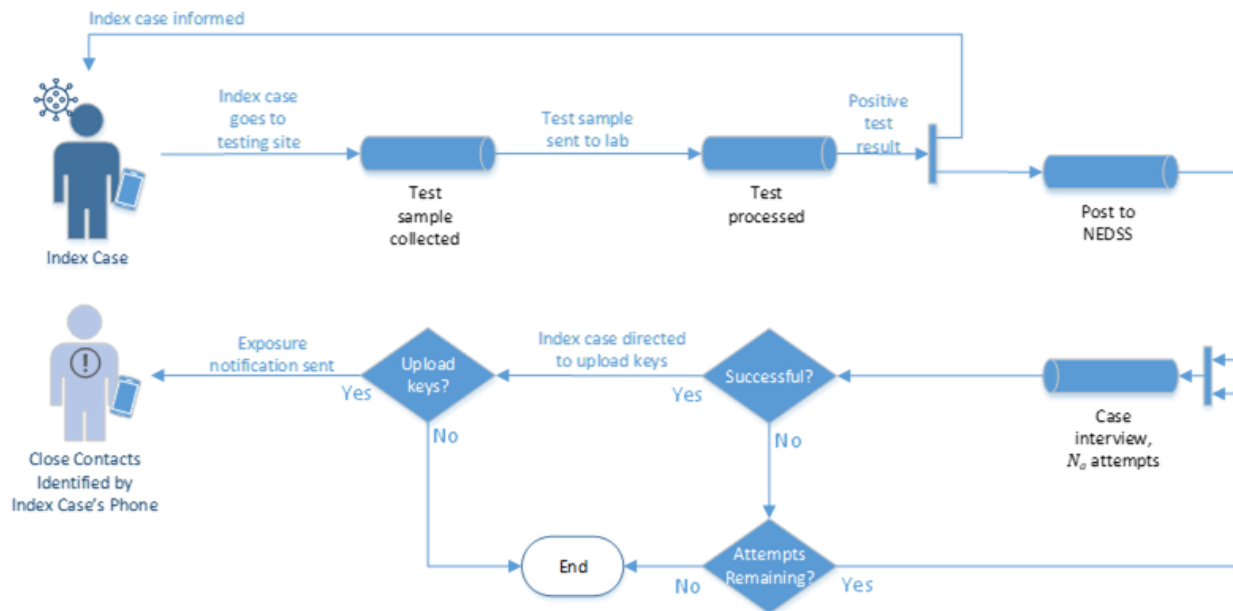 Index case informed
Index case
goes to
testing site
Test sample
sent to lab
Positive
test
result
Test
sample
collected
Test
processed
Post to
NEDSS
Index Case
Exposure
notification sent
Upload
keys?
Yes
No
Index case directed
to upload keys
Successful?
Yes
No
Case
interview,
Nₐ attempts
Close Contacts
Identified by
Index Case's Phone
End
Attempts
Remaining?
No
Yes